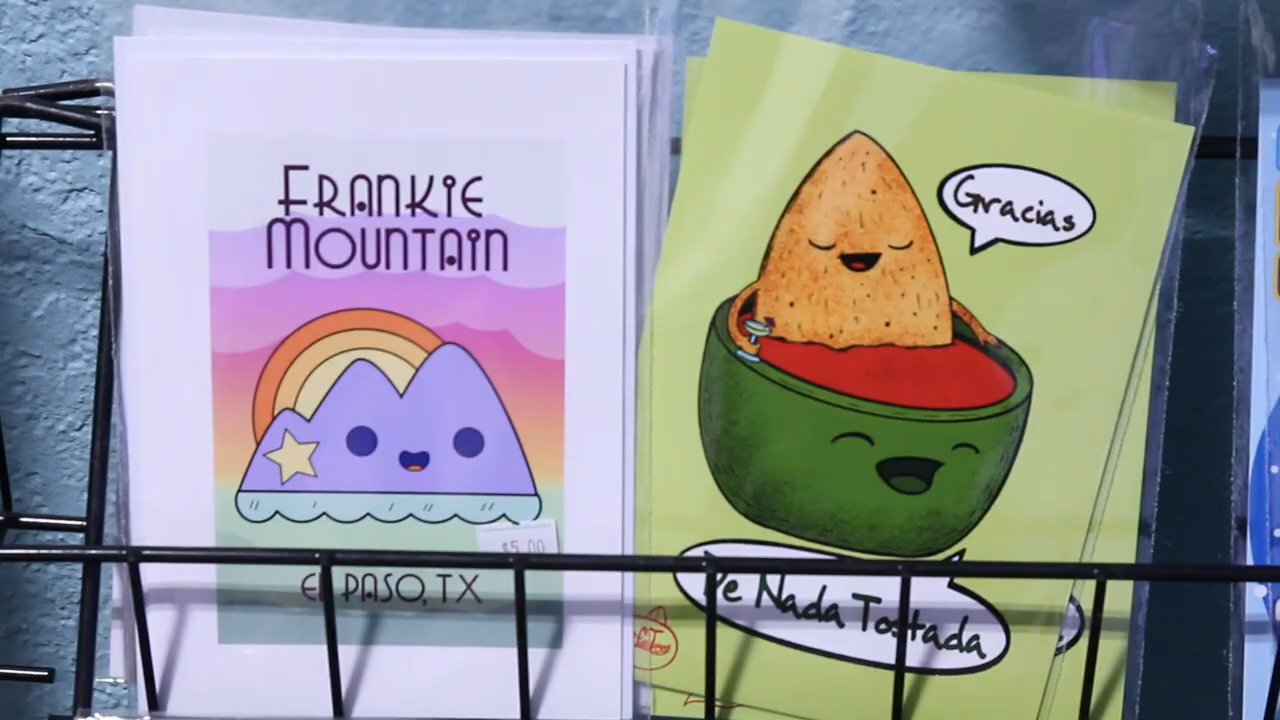 FRANKIE
MOUNTAIN
$5.00
EL PASO, TX
Gracias
De Nada Tostada